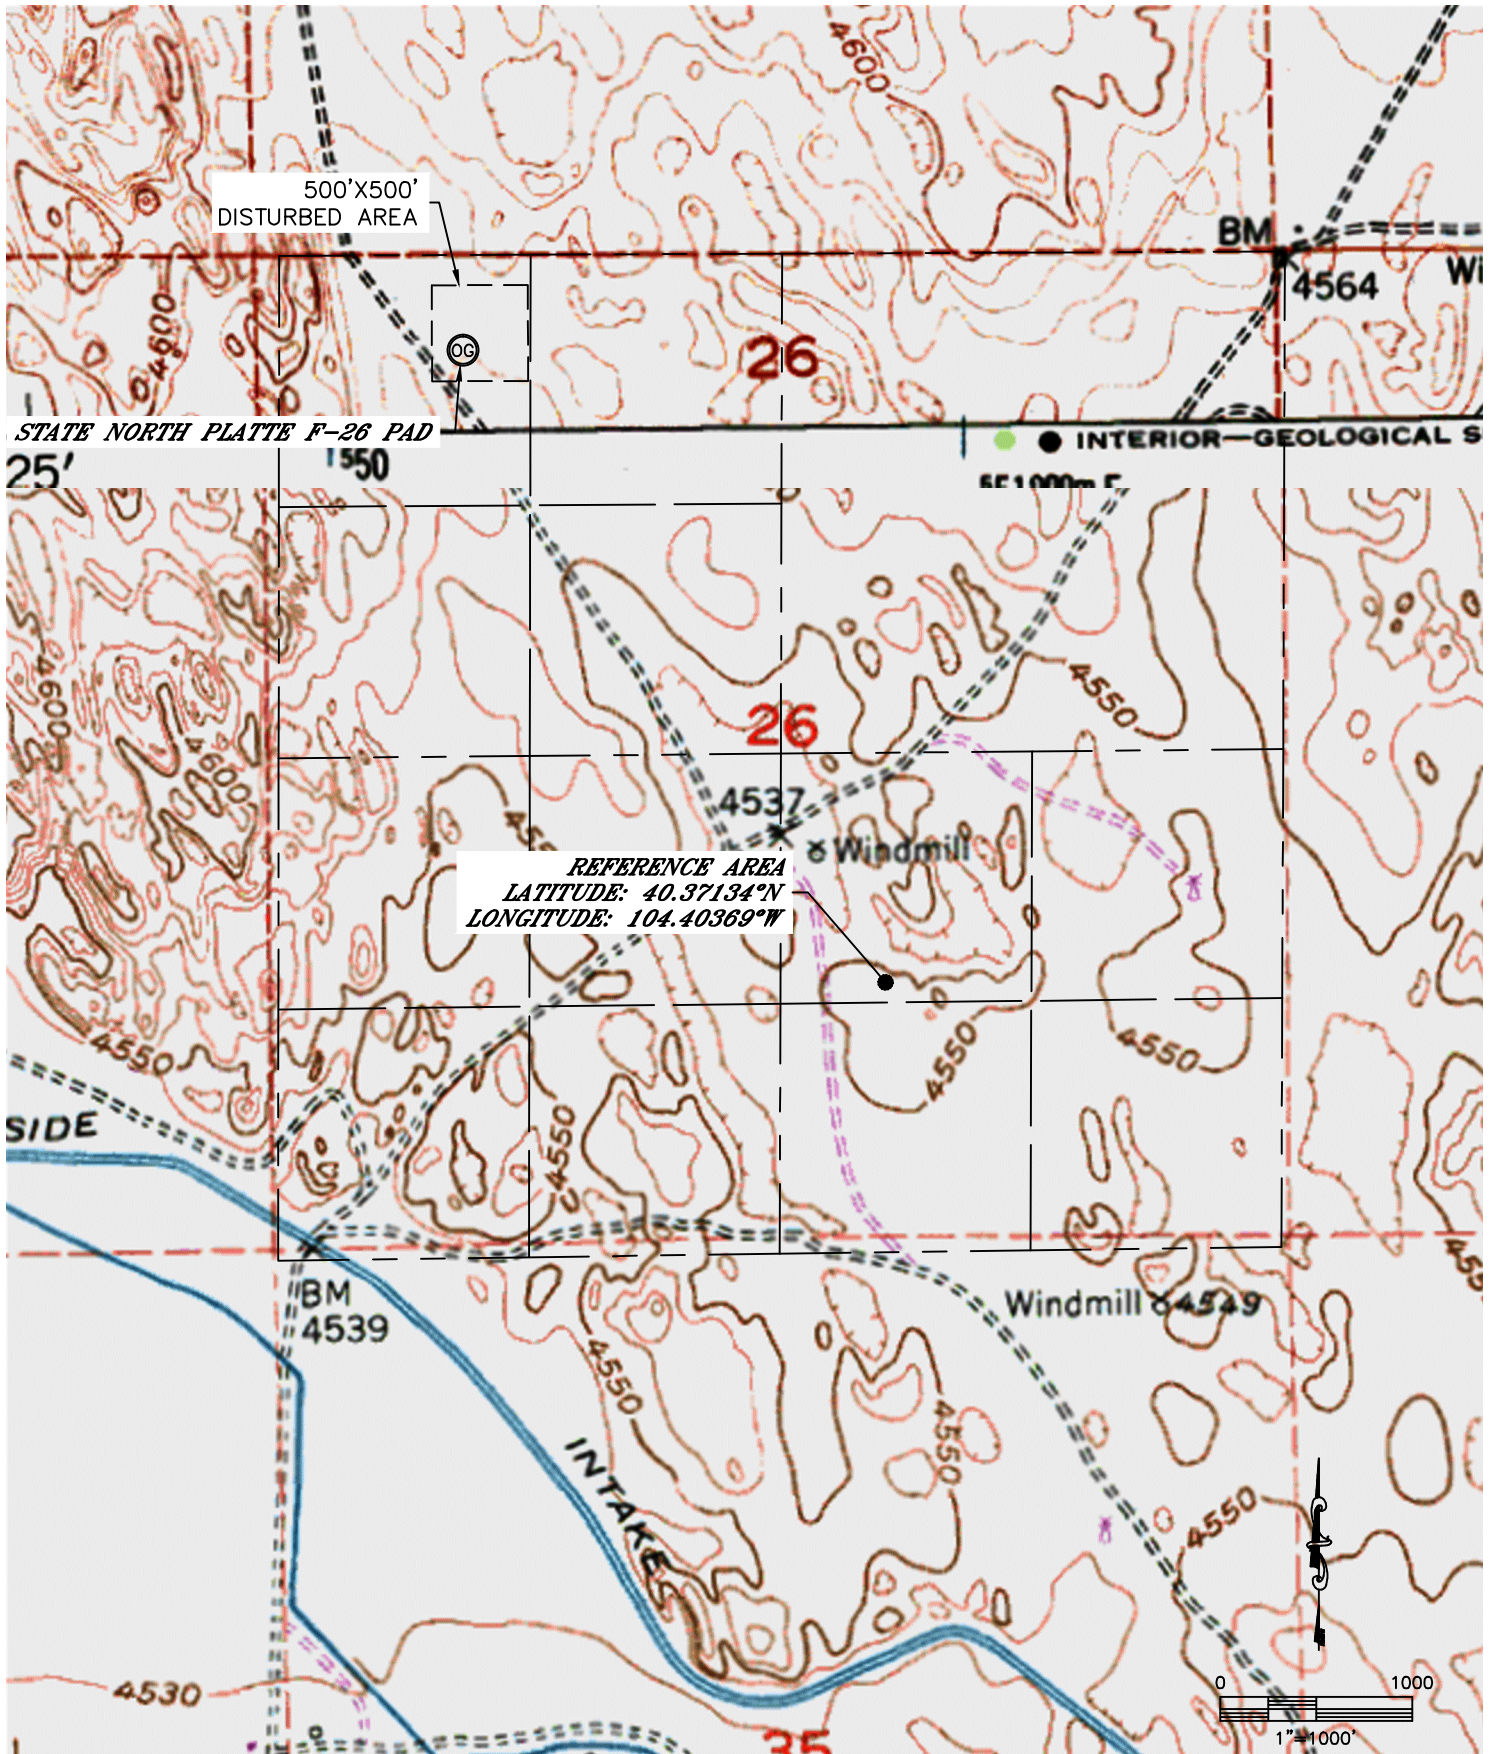 4600
500'X500'
DISTURBED AREA
BM
4564
Wi
4600
26
OG
STATE NORTH PLATTE F-26 PAD
INTERIOR—GEOLOGICAL S
25'
550
4600
4550
26
4600
4537
Windmill
REFERENCE AREA
LATITUDE: 40.37134°N
LONGITUDE: 104.40369°W
4550
4550
4550
SIDE
4550
BM
4539
Windmill 4549
4550
4550
INTAKE
4550
4530
0 1000
1"=1000'
35